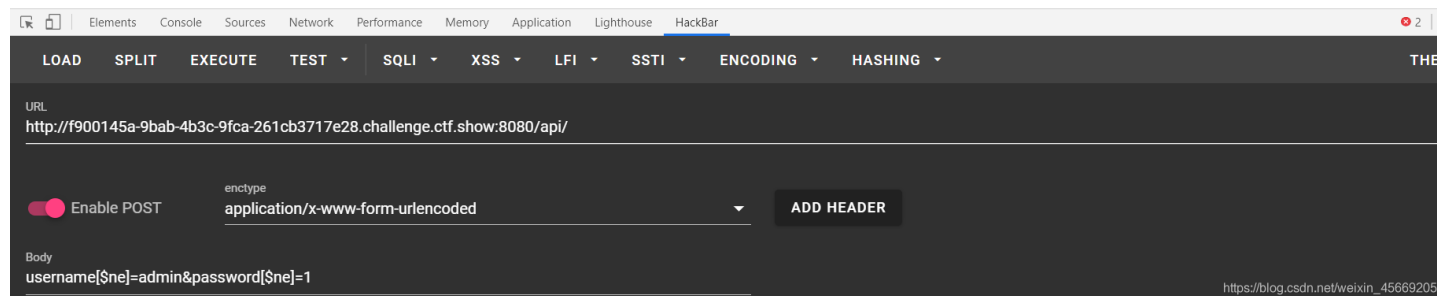 Elements Console Sources Network Performance Memory Application Lighthouse HackBar 2
LOAD SPLIT EXECUTE TEST SQLI XSS LFI SSTI ENCODING HASHING THE
URL
http://f900145a-9bab-4b3c-9fca-261cb3717e28.challenge.ctf.show:8080/api/
enctype
Enable POST application/x-www-form-urlencoded ADD HEADER
Body
username[$ne]=admin&password[$ne]=1
https://blog.csdn.net/weixin_45669205